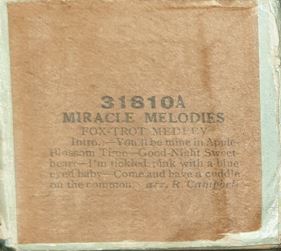 31810A
MIRACLE MELODIES
FOX-TROT MEDLEY
Intro.—You'll be mine in Apple-
Blossom Time—Good-Night Sweet-
heart—I'm tickled pink with a blue
eyed baby—Come and have a cuddle
on the common arr. R. Campbell